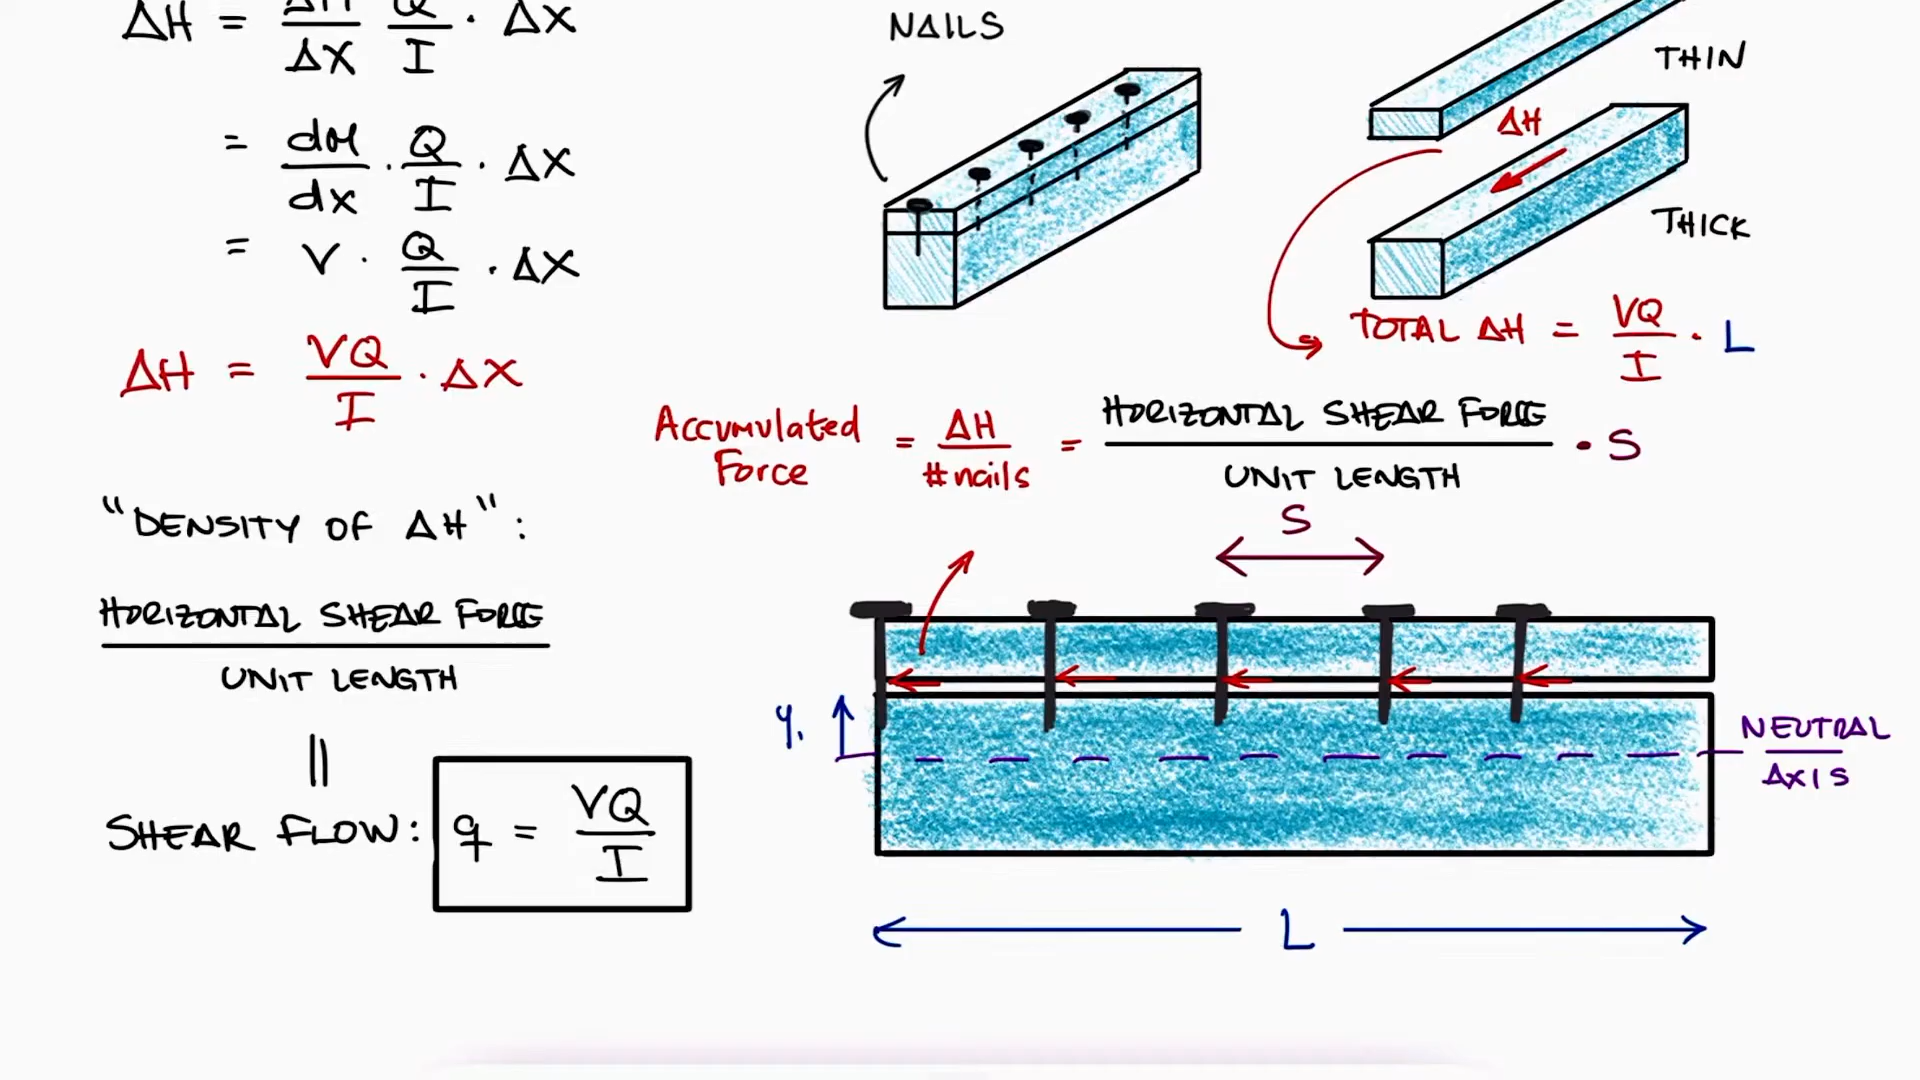 ΔH = ΔM/ΔX Q/I · ΔX
= dM/dx · Q/I · ΔX
= V · Q/I · ΔX
ΔH = VQ/I · ΔX
"DENSITY OF ΔH":
HORIZONTAL SHEAR FORCE
UNIT LENGTH
||
SHEAR FLOW: q = VQ/I
NAILS
THIN
ΔH
THICK
TOTAL ΔH = VQ/I · L
Accumulated Force = ΔH/#nails = HORIZONTAL SHEAR FORCE/UNIT LENGTH · S
S
y₁
NEUTRAL
AXIS
L